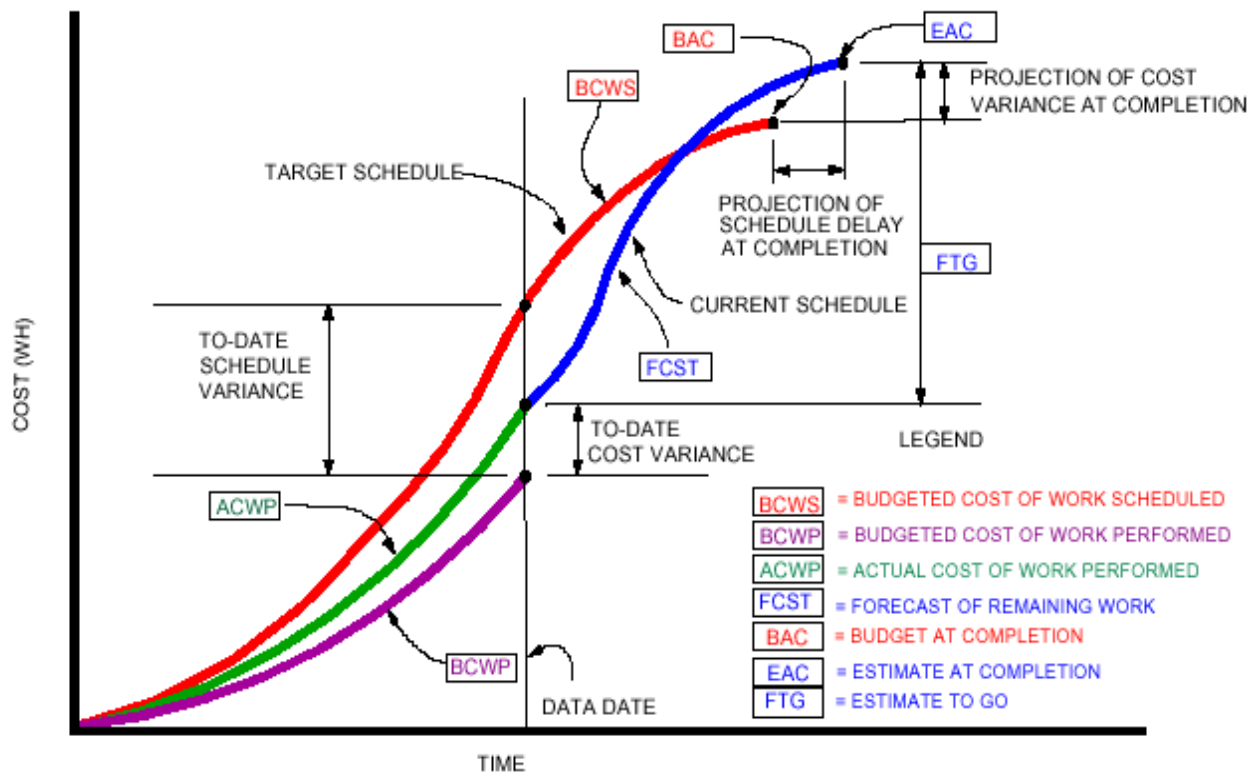 EAC
BAC
PROJECTION OF COST
VARIANCE AT COMPLETION
BCWS
TARGET SCHEDULE
PROJECTION OF
SCHEDULE DELAY
AT COMPLETION
FTG
CURRENT SCHEDULE
TO-DATE
SCHEDULE
VARIANCE
FCST
COST (WH)
TO-DATE
COST VARIANCE
LEGEND
ACWP
BCWS = BUDGETED COST OF WORK SCHEDULED
BCWP = BUDGETED COST OF WORK PERFORMED
ACWP = ACTUAL COST OF WORK PERFORMED
FCST = FORECAST OF REMAINING WORK
BAC = BUDGET AT COMPLETION
EAC = ESTIMATE AT COMPLETION
FTG = ESTIMATE TO GO
BCWP
DATA DATE
TIME